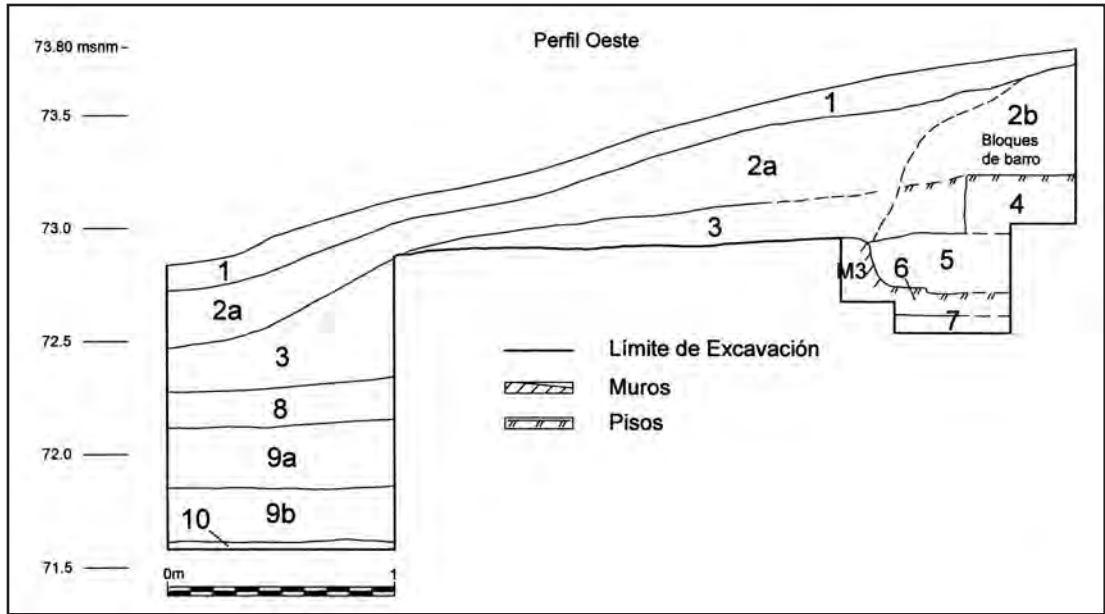 Perfil Oeste
73.80 msnm
73.5
73.0
72.5
72.0
71.5
1
2a
2b
Bloques
de barro
4
3
M3
6
5
7
1
2a
3
8
9a
9b
10
Límite de Excavación
Muros
Pisos
0m 1